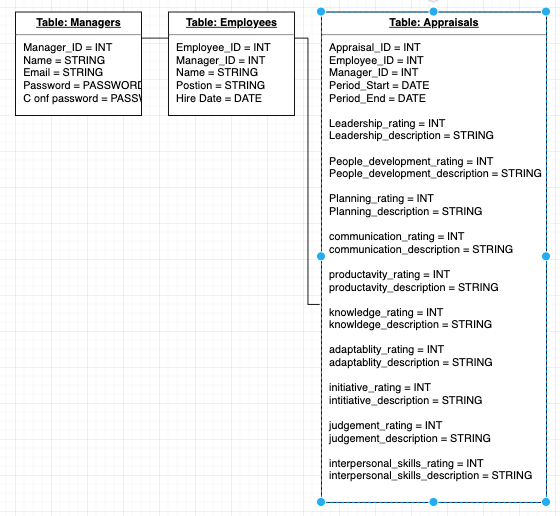 Table: Managers
Manager_ID = INT
Name = STRING
Email = STRING
Password = PASSWORD
C onf password = PASSW
Table: Employees
Employee_ID = INT
Manager_ID = INT
Name = STRING
Postion = STRING
Hire Date = DATE
Table: Appraisals
Appraisal_ID = INT
Employee_ID = INT
Manager_ID = INT
Period_Start = DATE
Period_End = DATE
Leadership_rating = INT
Leadership_description = STRING
People_development_rating = INT
People_development_description = STRING
Planning_rating = INT
Planning_description = STRING
communication_rating = INT
communication_description = STRING
productavity_rating = INT
productavity_description = STRING
knowledge_rating = INT
knowldege_description = STRING
adaptablity_rating = INT
adaptablity_description = STRING
initiative_rating = INT
intitiative_description = STRING
judgement_rating = INT
judgement_description = STRING
interpersonal_skills_rating = INT
interpersonal_skills_description = STRING